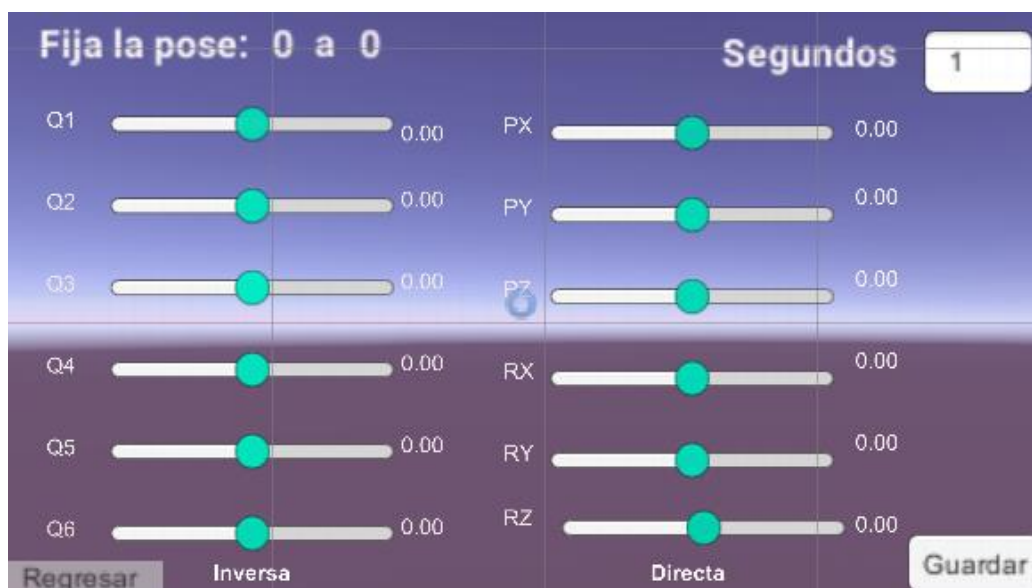 Fija la pose: 0 a 0
Segundos 1
Q1 0.00 PX 0.00
Q2 0.00 PY 0.00
Q3 0.00 PZ 0.00
Q4 0.00 RX 0.00
Q5 0.00 RY 0.00
Q6 0.00 RZ 0.00
Regresar Inversa Directa Guardar